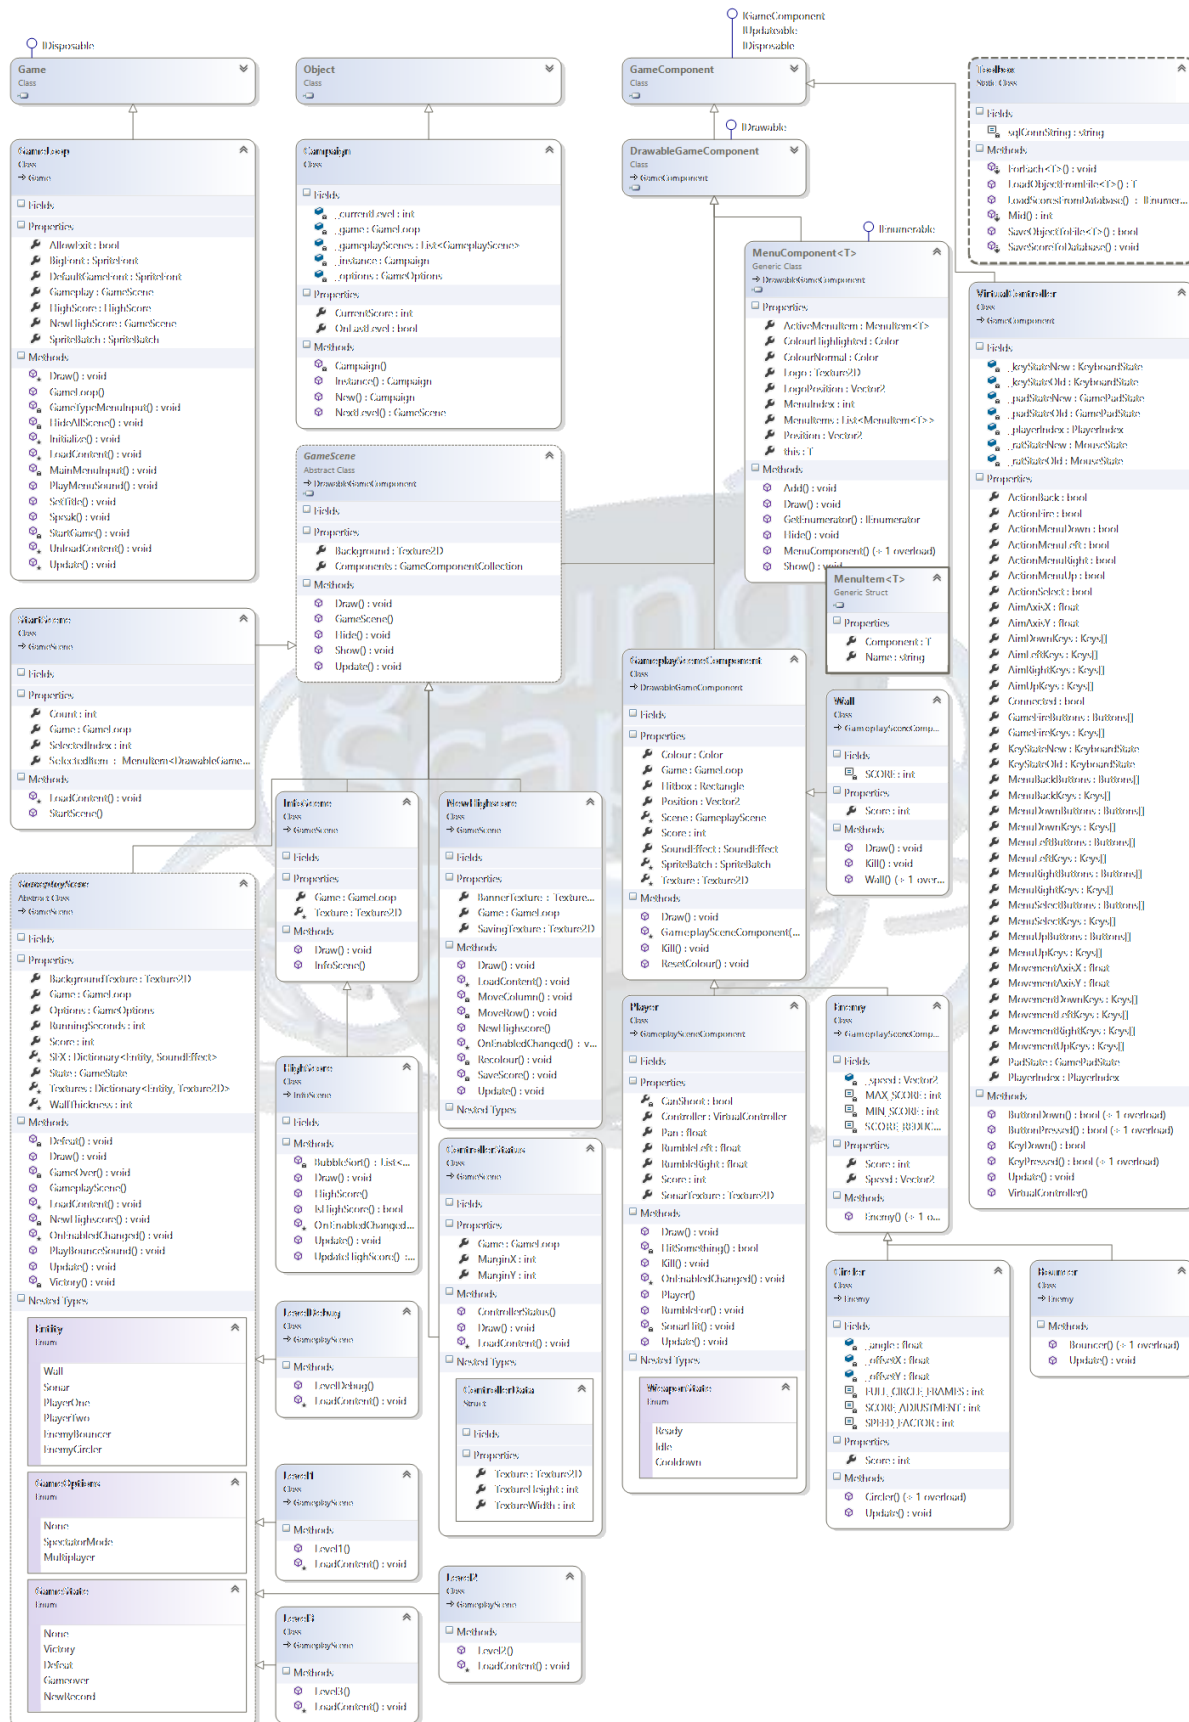 IDisposable
Game
Class
GameLoop
Class
Game
Fields
Properties
AllowExit : bool
BigFont : SpriteFont
DefaultGameFont : SpriteFont
Gameplay : GameScene
HighScore : HighScore
NewHighScore : GameScene
SpriteBatch : SpriteBatch
Methods
Draw() : void
GameLoop()
GameTypeMenuInput() : void
HideAllScene() : void
Initialize() : void
LoadContent() : void
MainMenuInput() : void
PlayMenuSound() : void
SetTitle() : void
Speak() : void
StartGame() : void
UnloadContent() : void
Update() : void
Object
Class
Campaign
Class
Fields
_currentLevel : int
_game : GameLoop
_gameplayScenes : List<GameplayScene>
_instance : Campaign
_options : GameOptions
Properties
CurrentScore : int
OnLastLevel : bool
Methods
Campaign()
Instance() : Campaign
New() : Campaign
NextLevel() : GameScene
GameScene
Abstract Class
DrawableGameComponent
Fields
Properties
Background : Texture2D
Components : GameComponentCollection
Methods
Draw() : void
GameScene()
Hide() : void
Show() : void
Update() : void
StartScene
Class
GameScene
Fields
Properties
Count : int
Game : GameLoop
SelectedIndex : int
SelectedItem : MenuItem<DrawableGame...
Methods
LoadContent() : void
StartScene()
IGameComponent
IUpdateable
IDisposable
GameComponent
Class
IDrawable
DrawableGameComponent
Class
GameComponent
IEnumerable
MenuComponent<T>
Generic Class
DrawableGameComponent
Properties
ActiveMenuItem : MenuItem<T>
ColourHighlighted : Color
ColourNormal : Color
Logo : Texture2D
LogoPosition : Vector2
MenuIndex : int
MenuItems : List<MenuItem<T>>
Position : Vector2
this : T
Methods
Add() : void
Draw() : void
GetEnumerator() : IEnumerator
Hide() : void
MenuComponent() (+ 1 overload)
Show() : void
MenuItem<T>
Generic Struct
Properties
Component : T
Name : string
Toolbox
Static Class
Fields
sqlConnString : string
Methods
ForEach<T>() : void
LoadObjectFromFile<T>() : T
LoadScoresFromDatabase() : IEnumer...
Mid() : int
SaveObjectToFile<T>() : bool
SaveScoreToDatabase() : void
VirtualController
Class
GameComponent
Fields
_keyStateNew : KeyboardState
_keyStateOld : KeyboardState
_padStateNew : GamePadState
_padStateOld : GamePadState
_playerIndex : PlayerIndex
_ratStateNew : MouseState
_ratStateOld : MouseState
Properties
ActionBack : bool
ActionFire : bool
ActionMenuDown : bool
ActionMenuLeft : bool
ActionMenuRight : bool
ActionMenuUp : bool
ActionSelect : bool
AimAxisX : float
AimAxisY : float
AimDownKeys : Keys[]
AimLeftKeys : Keys[]
AimRightKeys : Keys[]
AimUpKeys : Keys[]
Connected : bool
GameFireButtons : Buttons[]
GameFireKeys : Keys[]
KeyStateNew : KeyboardState
KeyStateOld : KeyboardState
MenuBackButtons : Buttons[]
MenuBackKeys : Keys[]
MenuDownButtons : Buttons[]
MenuDownKeys : Keys[]
MenuLeftButtons : Buttons[]
MenuLeftKeys : Keys[]
MenuRightButtons : Buttons[]
MenuRightKeys : Keys[]
MenuSelectButtons : Buttons[]
MenuSelectKeys : Keys[]
MenuUpButtons : Buttons[]
MenuUpKeys : Keys[]
MovementAxisX : float
MovementAxisY : float
MovementDownKeys : Keys[]
MovementLeftKeys : Keys[]
MovementRightKeys : Keys[]
MovementUpKeys : Keys[]
PadState : GamePadState
PlayerIndex : PlayerIndex
Methods
ButtonDown() : bool (+ 1 overload)
ButtonPressed() : bool (+ 1 overload)
KeyDown() : bool
KeyPressed() : bool (+ 1 overload)
Update() : void
VirtualController()
GameplayScene
Abstract Class
GameScene
Fields
Properties
BackgroundTexture : Texture2D
Game : GameLoop
Options : GameOptions
RunningSeconds : int
Score : int
SFX : Dictionary<Entity, SoundEffect>
State : GameState
Textures : Dictionary<Entity, Texture2D>
WallThickness : int
Methods
Defeat() : void
Draw() : void
GameOver() : void
GameplayScene()
LoadContent() : void
NewHighscore() : void
OnEnabledChanged() : void
PlayBounceSound() : void
Update() : void
Victory() : void
Nested Types
Entity
Enum
Wall
Sonar
PlayerOne
PlayerTwo
EnemyBouncer
EnemyCircler
GameOptions
Enum
None
SpectatorMode
Multiplayer
GameState
Enum
None
Victory
Defeat
Gameover
NewRecord
InfoScene
Class
GameScene
Fields
Properties
Game : GameLoop
Texture : Texture2D
Methods
Draw() : void
InfoScene()
HighScore
Class
InfoScene
Fields
Methods
BubbleSort() : List<...
Draw() : void
HighScore()
IsHighScore() : bool
OnEnabledChanged...
Update() : void
UpdateHighScore() :...
LevelDebug
Class
GameplayScene
Methods
LevelDebug()
LoadContent() : void
Level1
Class
GameplayScene
Methods
Level1()
LoadContent() : void
Level3
Class
GameplayScene
Methods
Level3()
LoadContent() : void
NewHighscore
Class
GameScene
Fields
Properties
BannerTexture : Texture...
Game : GameLoop
SavingTexture : Texture2D
Methods
Draw() : void
LoadContent() : void
MoveColumn() : void
MoveRow() : void
NewHighscore()
OnEnabledChanged() : v...
Recolour() : void
SaveScore() : void
Update() : void
Nested Types
ControllerStatus
Class
GameScene
Fields
Properties
Game : GameLoop
MarginX : int
MarginY : int
Methods
ControllerStatus()
Draw() : void
LoadContent() : void
Nested Types
ControllerData
Struct
Fields
Properties
Texture : Texture2D
TextureHeight : int
TextureWidth : int
Level2
Class
GameplayScene
Methods
Level2()
LoadContent() : void
GameplaySceneComponent
Class
DrawableGameComponent
Fields
Properties
Colour : Color
Game : GameLoop
Hitbox : Rectangle
Position : Vector2
Scene : GameplayScene
Score : int
SoundEffect : SoundEffect
SpriteBatch : SpriteBatch
Texture : Texture2D
Methods
Draw() : void
GameplaySceneComponent(...
Kill() : void
ResetColour() : void
Wall
Class
GameplaySceneComp...
Fields
SCORE : int
Properties
Score : int
Methods
Draw() : void
Kill() : void
Wall() (+ 1 over...
Player
Class
GameplaySceneComponent
Fields
Properties
CanShoot : bool
Controller : VirtualController
Pan : float
RumbleLeft : float
RumbleRight : float
Score : int
SonarTexture : Texture2D
Methods
Draw() : void
HitSomething() : bool
Kill() : void
OnEnabledChanged() : void
Player()
RumbleFor() : void
SonarHit() : void
Update() : void
Nested Types
WeaponState
Enum
Ready
Idle
Cooldown
Enemy
Class
GameplaySceneComp...
Fields
_speed : Vector2
MAX_SCORE : int
MIN_SCORE : int
SCORE_REDUC...
Properties
Score : int
Speed : Vector2
Methods
Enemy() (+ 1 o...
Circler
Class
Enemy
Fields
_angle : float
_offsetX : float
_offsetY : float
FULL_CIRCLE_FRAMES : int
SCORE_ADJUSTMENT : int
SPEED_FACTOR : int
Properties
Score : int
Methods
Circler() (+ 1 overload)
Update() : void
Bouncer
Class
Enemy
Methods
Bouncer() (+ 1 overload)
Update() : void